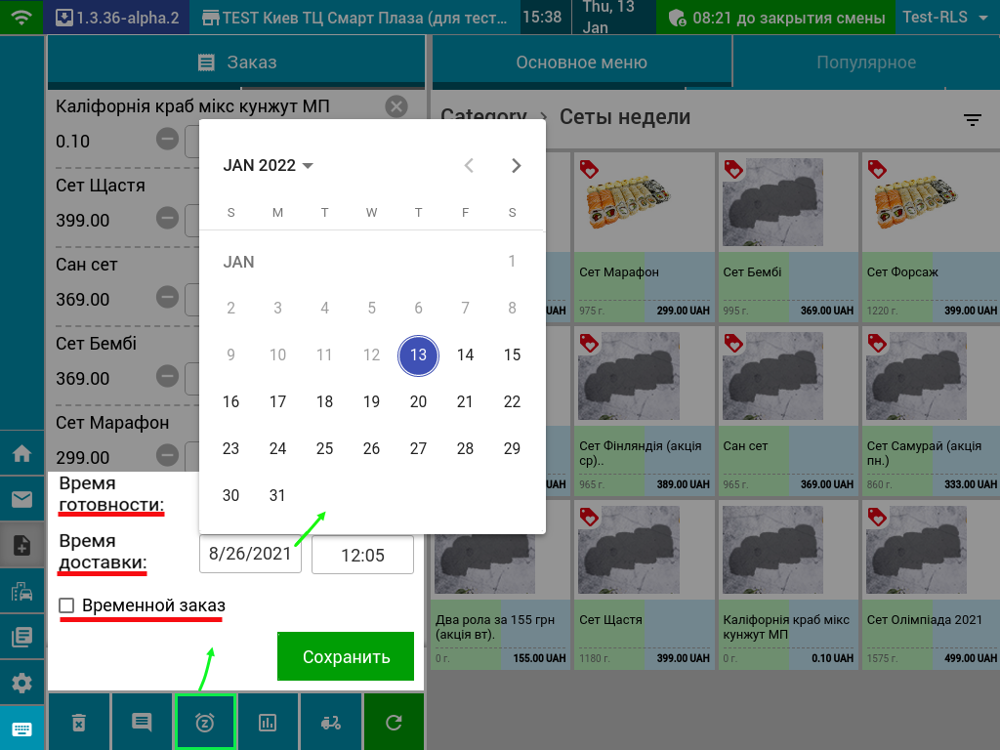 1.3.36-alpha.2
TEST Киев ТЦ Смарт Плаза (для тест…
15:38
Thu, 13
Jan
08:21 до закрытия смены
Test-RLS
Заказ
Основное меню
Популярное
Каліфорнія краб мікс кунжут МП
0.10
Сет Щастя
399.00
Сан сет
369.00
Сет Бембі
369.00
Сет Марафон
299.00
JAN 2022
S M T W T F S
JAN 1
2 3 4 5 6 7 8
9 10 11 12 13 14 15
16 17 18 19 20 21 22
23 24 25 26 27 28 29
30 31
Время
готовности:
Время
доставки:
8/26/2021
12:05
Временной заказ
Сохранить
Category > Сеты недели
UAH
Сет Марафон
975 г. 299.00 UAH
Сет Бембі
995 г. 369.00 UAH
Сет Форсаж
1220 г. 399.00 UAH
UAH
Сет Фінляндія (акція
ср)..
965 г. 389.00 UAH
Сан сет
965 г. 369.00 UAH
Сет Самурай (акція
пн.)
860 г. 333.00 UAH
Два рола за 155 грн
(акція вт).
0 г. 155.00 UAH
Сет Щастя
1180 г. 399.00 UAH
Каліфорнія краб мікс
кунжут МП
0 г. 0.10 UAH
Сет Олімпіада 2021
1575 г. 499.00 UAH